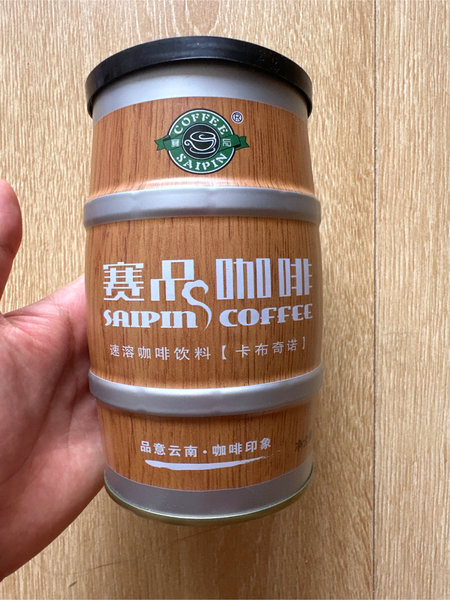 COFFEE
®
赛品
SAIPIN
赛品咖啡
SAIPIN COFFEE
速溶咖啡饮料【卡布奇诺】
品意云南·咖啡印象
净